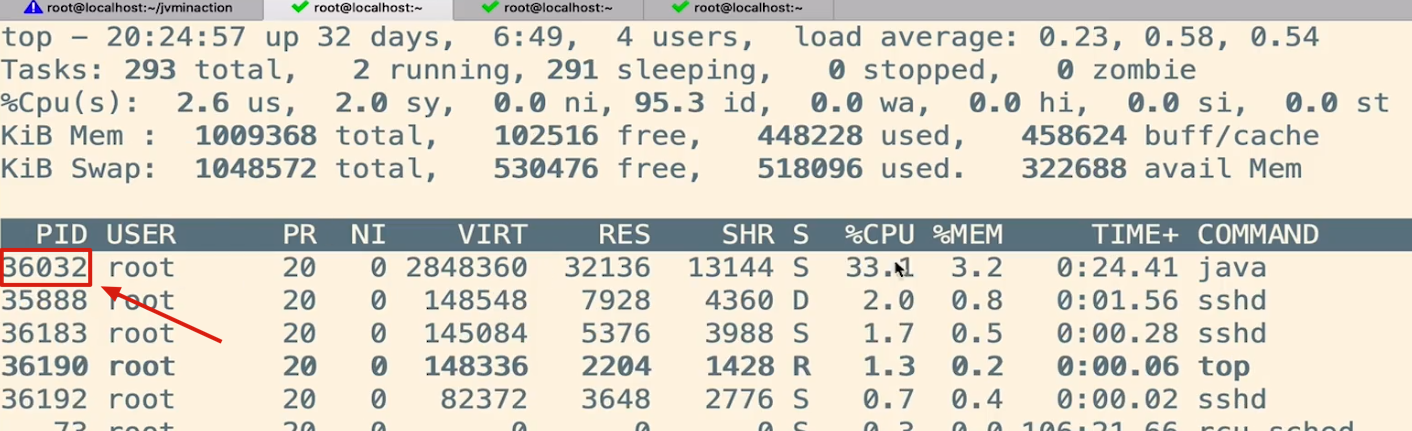 root@localhost:~/jvminaction root@localhost:~ root@localhost:~ root@localhost:~
top - 20:24:57 up 32 days,  6:49,  4 users,  load average: 0.23, 0.58, 0.54
Tasks: 293 total,   2 running, 291 sleeping,   0 stopped,   0 zombie
%Cpu(s):  2.6 us,  2.0 sy,  0.0 ni, 95.3 id,  0.0 wa,  0.0 hi,  0.0 si,  0.0 st
KiB Mem :  1009368 total,   102516 free,   448228 used,   458624 buff/cache
KiB Swap:  1048572 total,   530476 free,   518096 used.   322688 avail Mem
PID USER PR NI VIRT RES SHR S %CPU %MEM TIME+ COMMAND
36032 root 20 0 2848360 32136 13144 S 33.1 3.2 0:24.41 java
35888 root 20 0 148548 7928 4360 D 2.0 0.8 0:01.56 sshd
36183 root 20 0 145084 5376 3988 S 1.7 0.5 0:00.28 sshd
36190 root 20 0 148336 2204 1428 R 1.3 0.2 0:00.06 top
36192 root 20 0 82372 3648 2776 S 0.7 0.4 0:00.02 sshd
73 root 20 0 0 0 0 S 0.3 0.0 106:21.66 rcu_sched